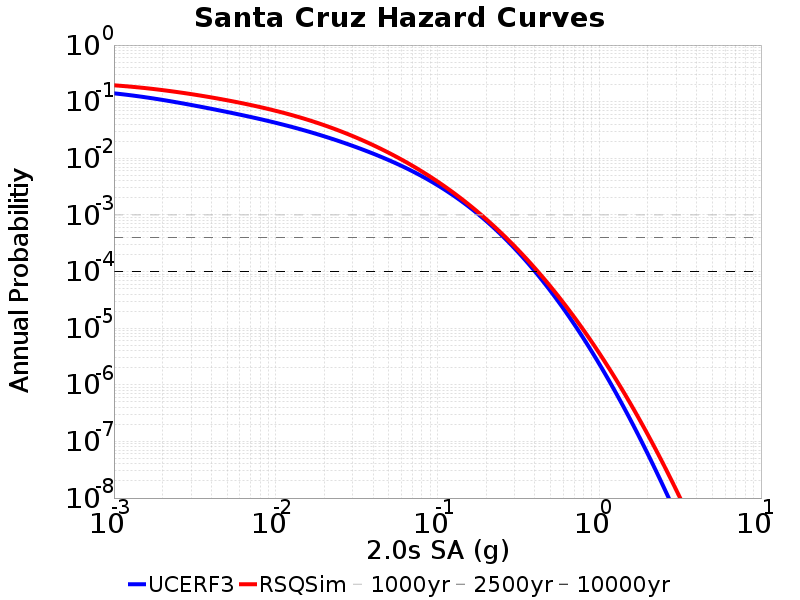 Santa Cruz Hazard Curves
Annual Probabilitiy
10^0
10^-1
10^-2
10^-3
10^-4
10^-5
10^-6
10^-7
10^-8
10^-3 10^-2 10^-1 10^0 10^1
2.0s SA (g)
UCERF3 RSQSim 1000yr 2500yr 10000yr